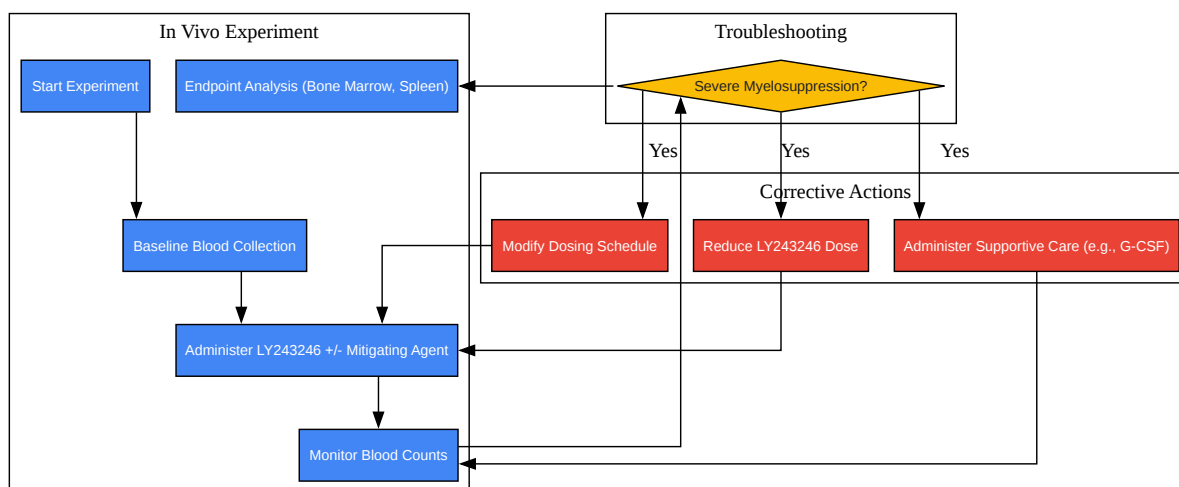 In Vivo Experiment
Troubleshooting
Start Experiment
Endpoint Analysis (Bone Marrow, Spleen)
Severe Myelosuppression?
Yes
Yes
Yes
Corrective Actions
Baseline Blood Collection
Modify Dosing Schedule
Reduce LY243246 Dose
Administer Supportive Care (e.g., G-CSF)
Administer LY243246 +/- Mitigating Agent
Monitor Blood Counts